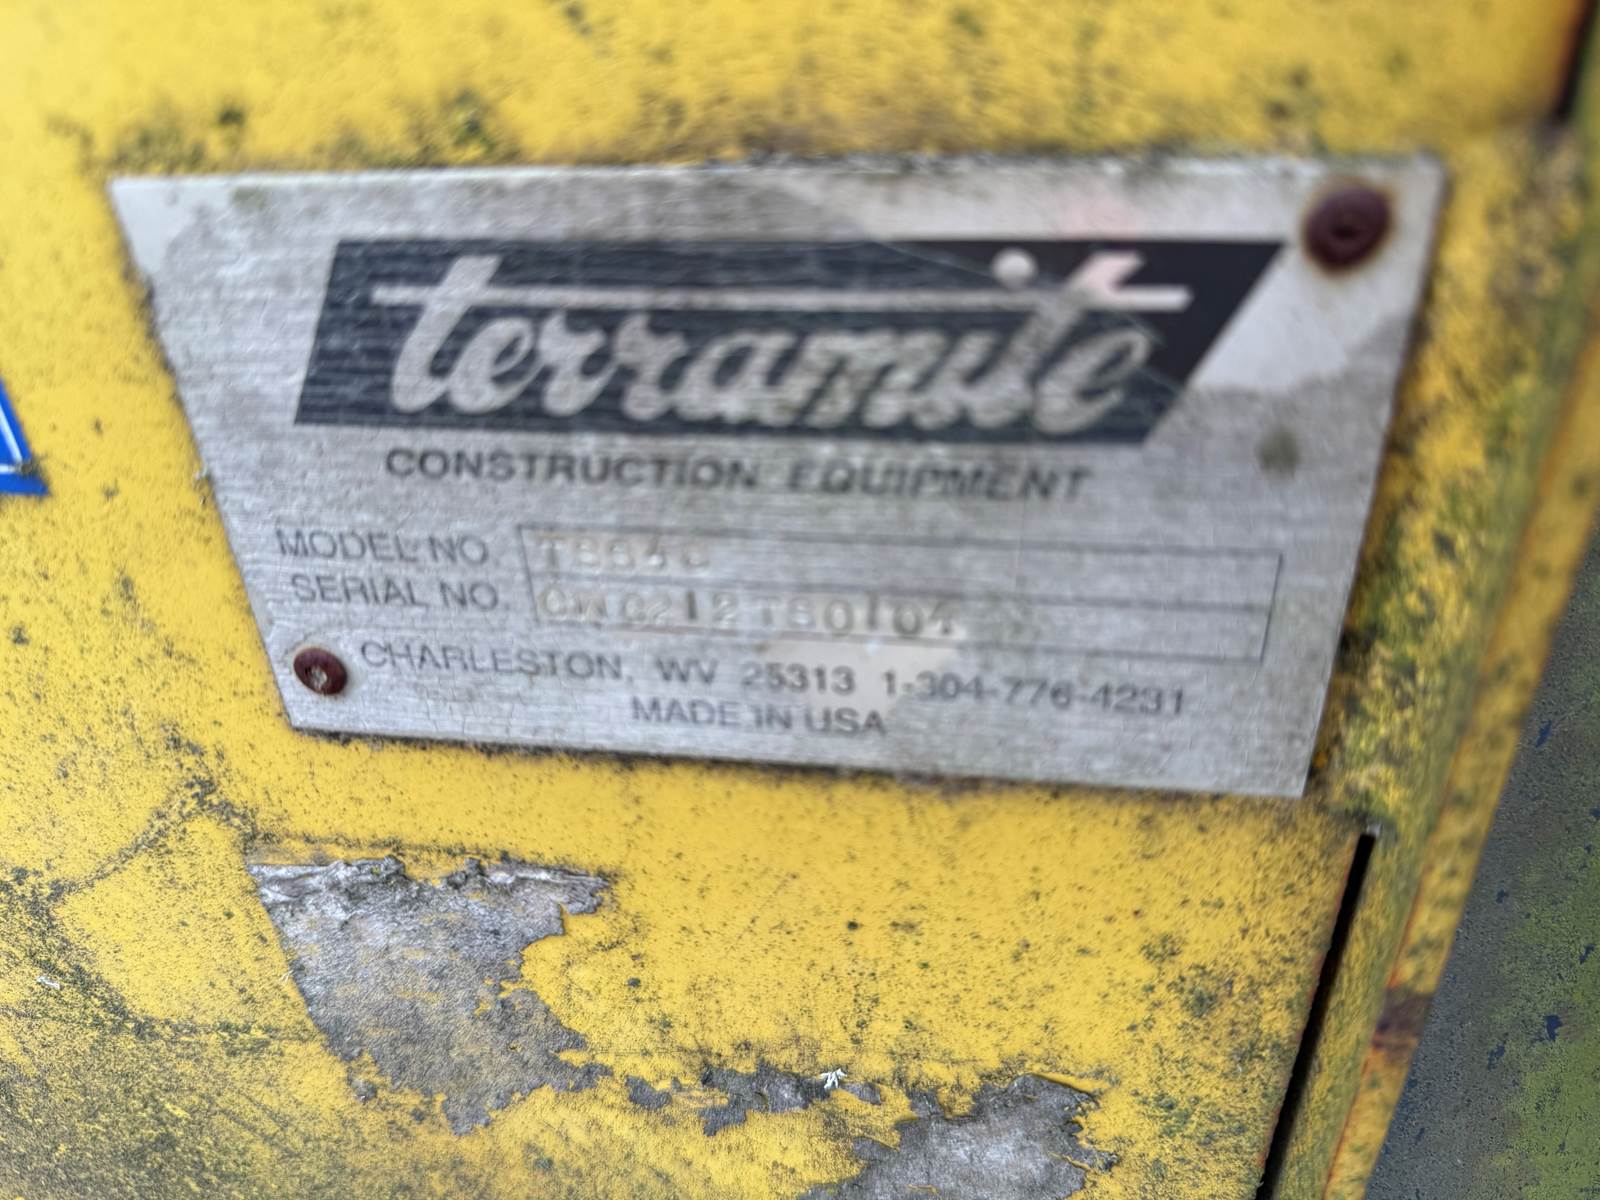 terramite
CONSTRUCTION EQUIPMENT
MODEL NO.
SERIAL NO.
CHARLESTON, WV 25313 1-304-776-4231
MADE IN USA